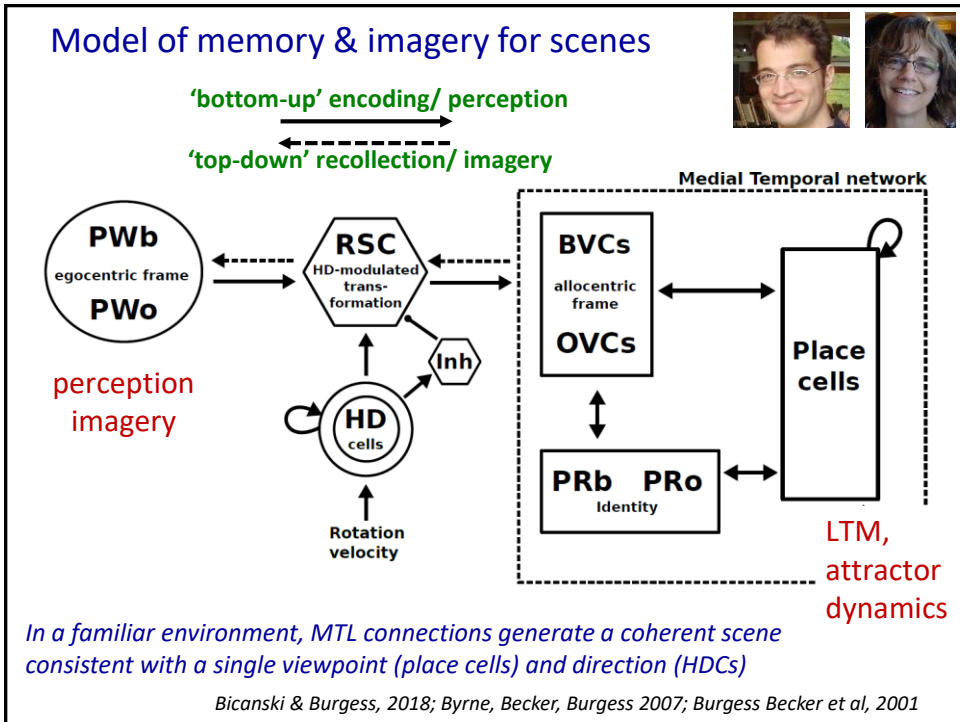 Model of memory & imagery for scenes
‘bottom-up’ encoding/ perception
‘top-down’ recollection/ imagery
Medial Temporal network
PWb
egocentric frame
PWo
RSC
HD-modulated
trans-
formation
BVCs
allocentric
frame
OVCs
Place
cells
Inh
perception
imagery
HD
cells
PRb PRo
Identity
Rotation
velocity
LTM,
attractor
dynamics
In a familiar environment, MTL connections generate a coherent scene
consistent with a single viewpoint (place cells) and direction (HDCs)
Bicanski & Burgess, 2018; Byrne, Becker, Burgess 2007; Burgess Becker et al, 2001